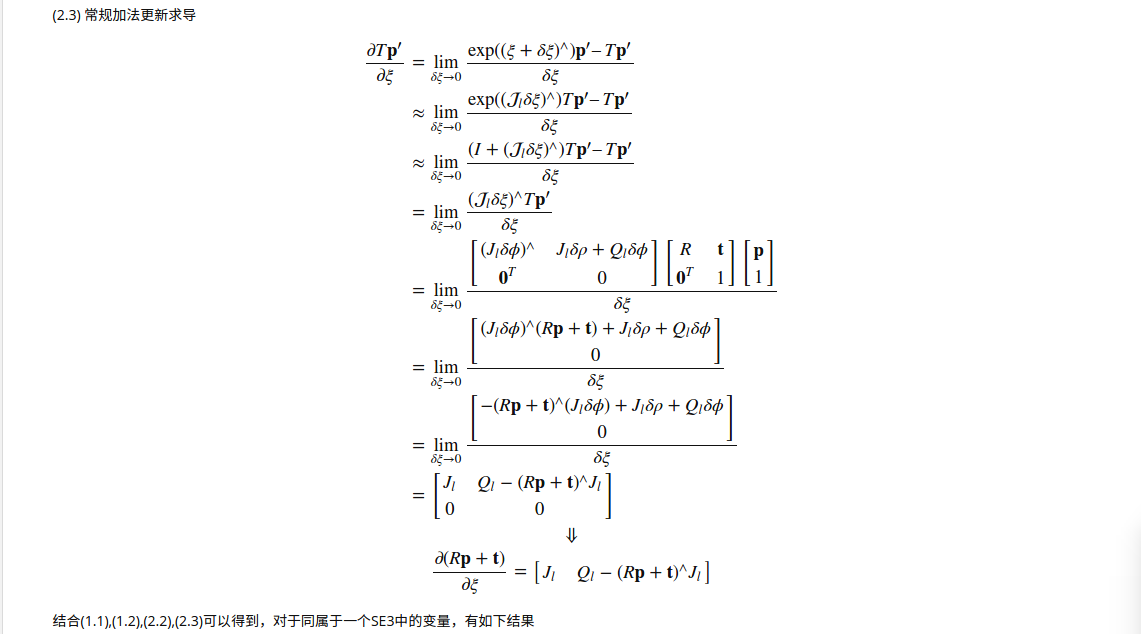 (2.3) 常规加法更新求导
\frac{\partial T\mathbf{p}'}{\partial \xi} = \lim_{\delta\xi \to 0} \frac{\exp((\xi + \delta\xi)^\wedge)\mathbf{p}' - T\mathbf{p}'}{\delta\xi}
\approx \lim_{\delta\xi \to 0} \frac{\exp((\mathcal{J}_l \delta\xi)^\wedge)T\mathbf{p}' - T\mathbf{p}'}{\delta\xi}
\approx \lim_{\delta\xi \to 0} \frac{(I + (\mathcal{J}_l \delta\xi)^\wedge)T\mathbf{p}' - T\mathbf{p}'}{\delta\xi}
= \lim_{\delta\xi \to 0} \frac{(\mathcal{J}_l \delta\xi)^\wedge T\mathbf{p}'}{\delta\xi}
= \lim_{\delta\xi \to 0} \frac{\begin{bmatrix} (J_l \delta\phi)^\wedge & J_l \delta\rho + Q_l \delta\phi \\ \mathbf{0}^T & 0 \end{bmatrix} \begin{bmatrix} R & \mathbf{t} \\ \mathbf{0}^T & 1 \end{bmatrix} \begin{bmatrix} \mathbf{p} \\ 1 \end{bmatrix}}{\delta\xi}
= \lim_{\delta\xi \to 0} \frac{\begin{bmatrix} (J_l \delta\phi)^\wedge (R\mathbf{p} + \mathbf{t}) + J_l \delta\rho + Q_l \delta\phi \\ 0 \end{bmatrix}}{\delta\xi}
= \lim_{\delta\xi \to 0} \frac{\begin{bmatrix} -(R\mathbf{p} + \mathbf{t})^\wedge (J_l \delta\phi) + J_l \delta\rho + Q_l \delta\phi \\ 0 \end{bmatrix}}{\delta\xi}
= \begin{bmatrix} J_l & Q_l - (R\mathbf{p} + \mathbf{t})^\wedge J_l \\ 0 & 0 \end{bmatrix}
\Downarrow
\frac{\partial (R\mathbf{p} + \mathbf{t})}{\partial \xi} = \begin{bmatrix} J_l & Q_l - (R\mathbf{p} + \mathbf{t})^\wedge J_l \end{bmatrix}
结合(1.1),(1.2),(2.2),(2.3)可以得到，对于同属于一个SE3中的变量，有如下结果